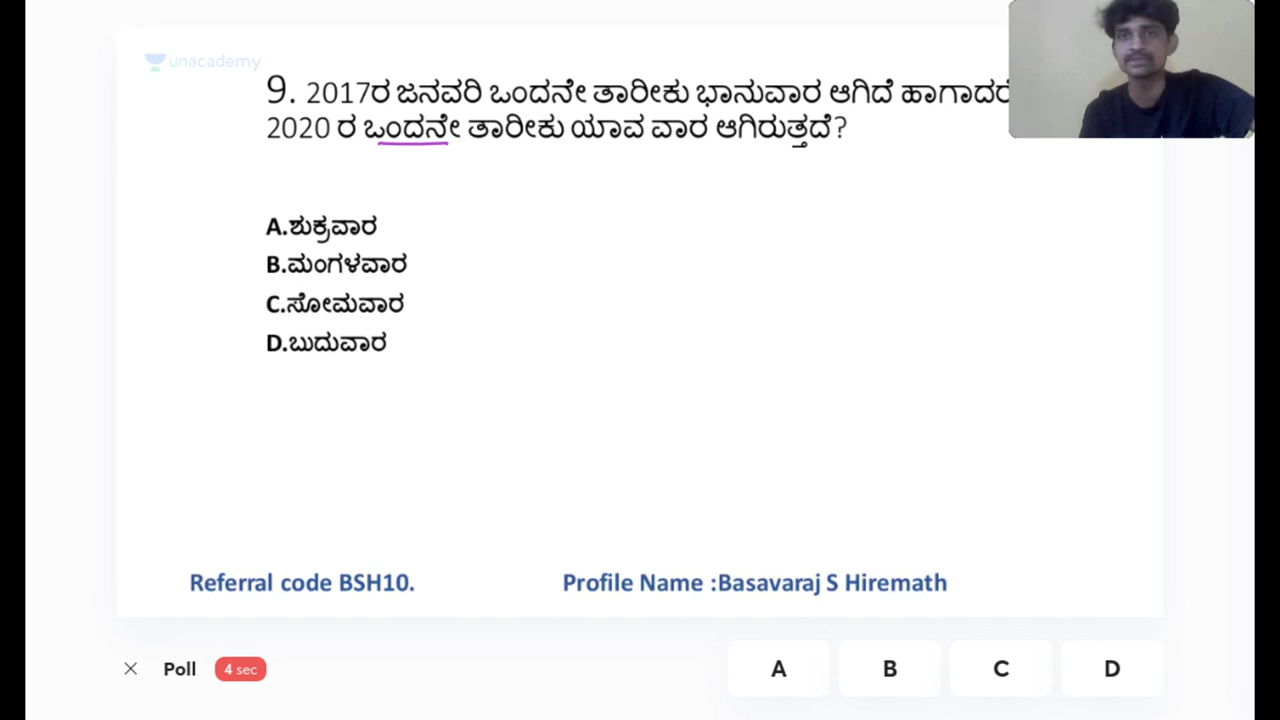 unacademy
9. 2017ರ ಜನವರಿ ಒಂದನೇ ತಾರೀಕು ಭಾನುವಾರ ಆಗಿದೆ ಹಾಗಾದರೆ
2020 ರ ಒಂದನೇ ತಾರೀಕು ಯಾವ ವಾರ ಆಗಿರುತ್ತದೆ?
A.ಶುಕ್ರವಾರ
B.ಮಂಗಳವಾರ
C.ಸೋಮವಾರ
D.ಬುದುವಾರ
Referral code BSH10.
Profile Name :Basavaraj S Hiremath
Poll 4 sec A B C D